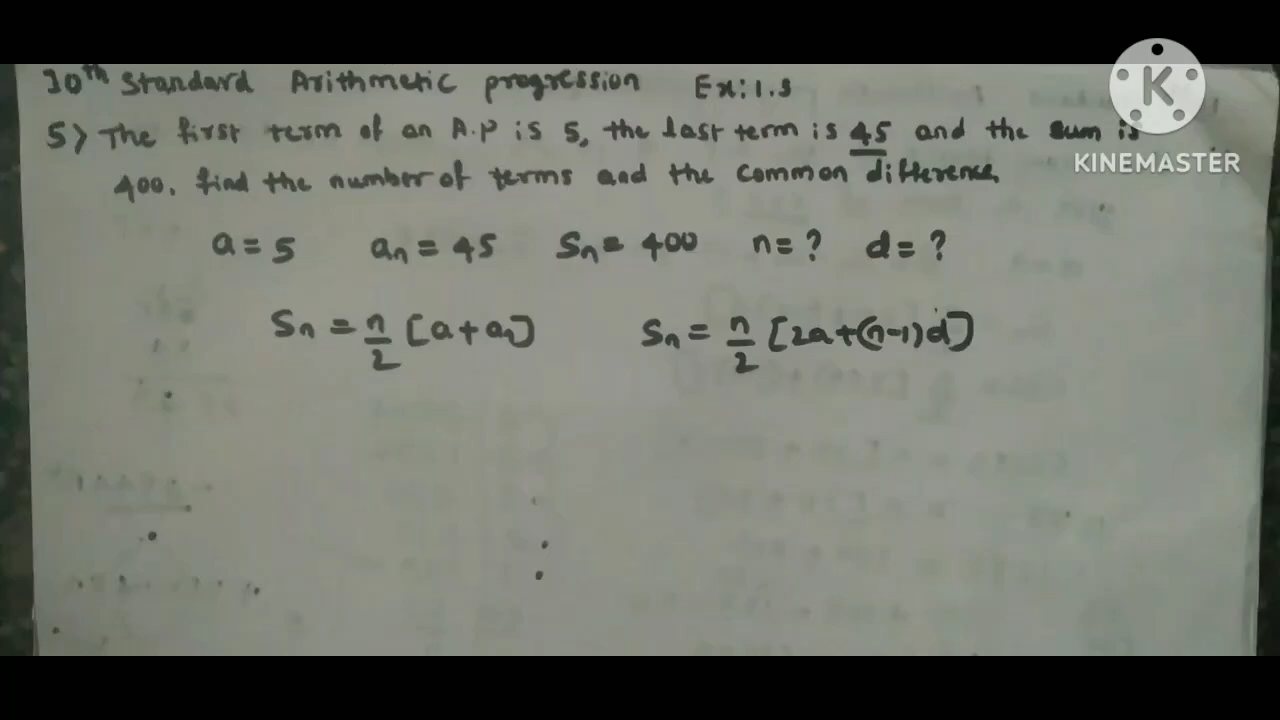 10th Standard Arithmetic progression Ex: 1.3
5) The first term of an A.P is 5, the last term is 45 and the sum is
400. find the number of terms and the common difference.
a = 5 an = 45 Sn = 400 n = ? d = ?
Sn = n/2 [a + an] Sn = n/2 [2a + (n-1)d]
K
KINEMASTER